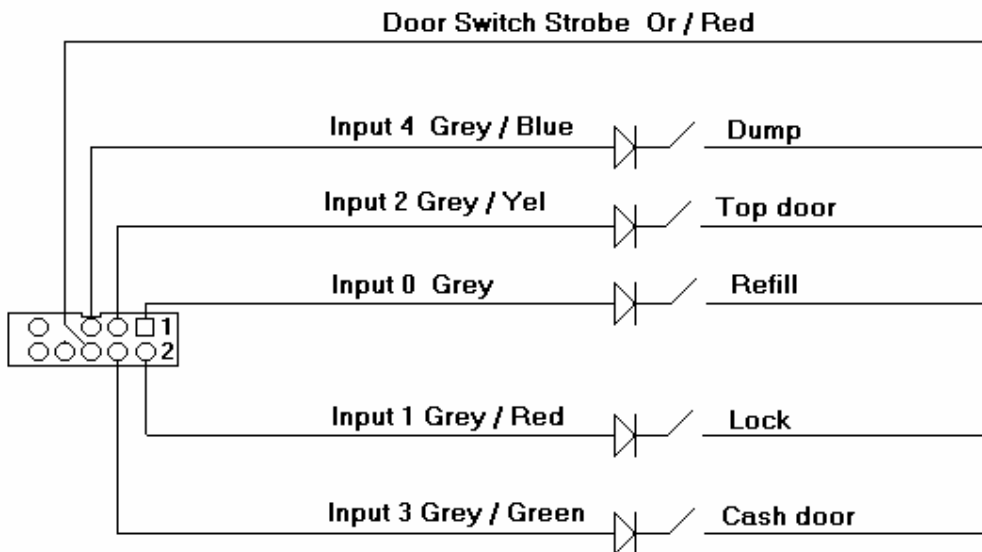 Door Switch Strobe Or / Red
Input 4 Grey / Blue Dump
Input 2 Grey / Yel Top door
Input 0 Grey Refill
1
2
Input 1 Grey / Red Lock
Input 3 Grey / Green Cash door